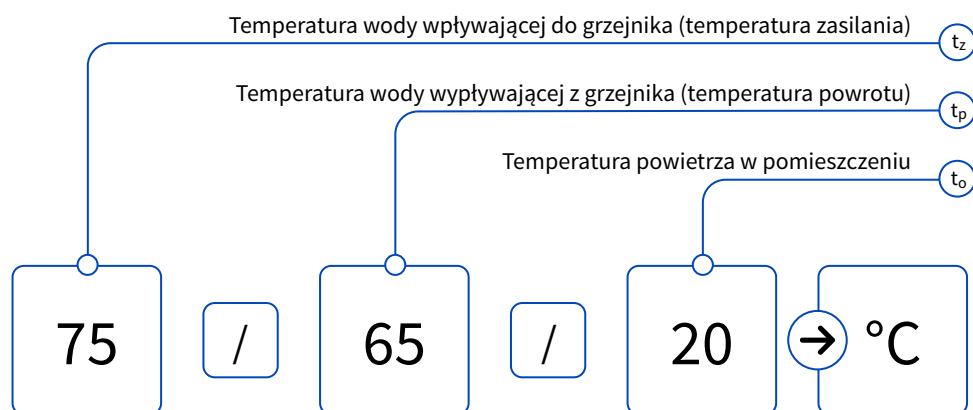 Temperatura wody wpływającej do grzejnika (temperatura zasilania) tz
Temperatura wody wypływającej z grzejnika (temperatura powrotu) tp
Temperatura powietrza w pomieszczeniu to
75 / 65 / 20 → °C